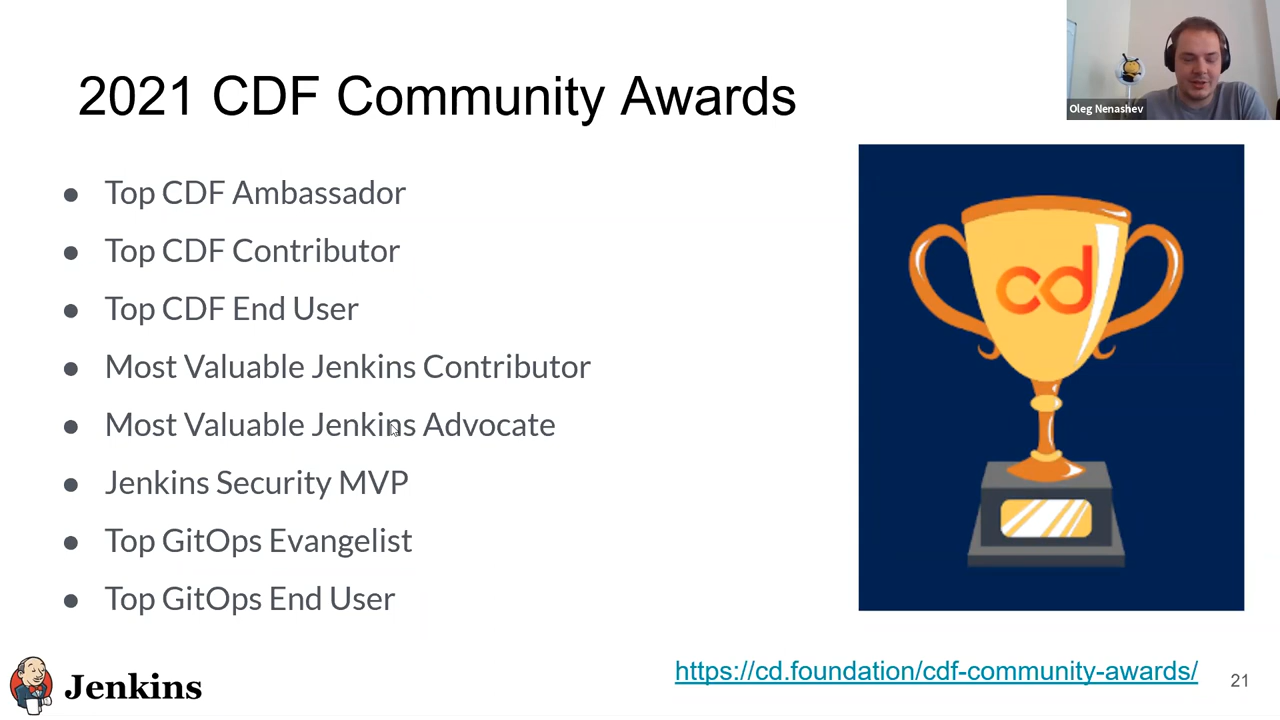 2021 CDF Community Awards
Oleg Nenashev
● Top CDF Ambassador
● Top CDF Contributor
● Top CDF End User
● Most Valuable Jenkins Contributor
● Most Valuable Jenkins Advocate
● Jenkins Security MVP
● Top GitOps Evangelist
● Top GitOps End User
cd
Jenkins
https://cd.foundation/cdf-community-awards/
21